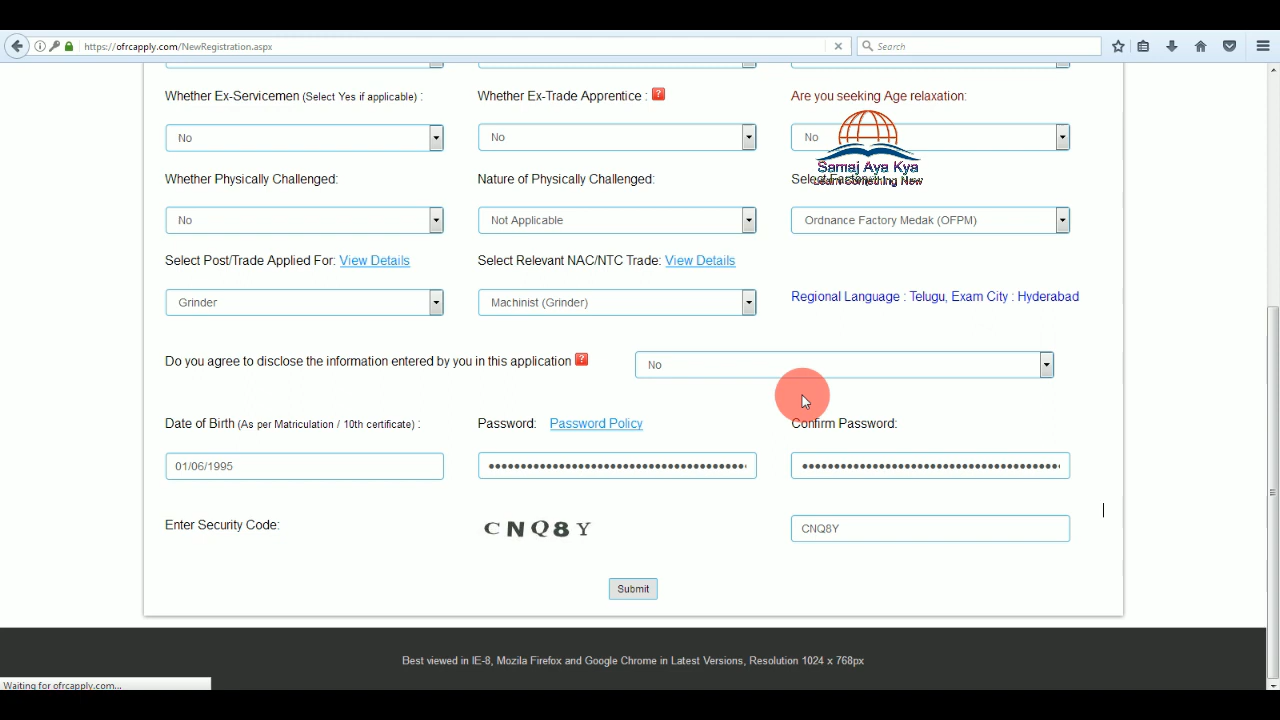 https://ofrcapply.com/NewRegistration.aspx
Search
Whether Ex-Servicemen (Select Yes if applicable) :
Whether Ex-Trade Apprentice : ?
Are you seeking Age relaxation:
No
No
No
Samaj Aya Kya
Learn Something New
Whether Physically Challenged:
Nature of Physically Challenged:
Select
No
Not Applicable
Ordnance Factory Medak (OFPM)
Select Post/Trade Applied For: View Details
Select Relevant NAC/NTC Trade: View Details
Grinder
Machinist (Grinder)
Regional Language : Telugu, Exam City : Hyderabad
Do you agree to disclose the information entered by you in this application ?
No
Date of Birth (As per Matriculation / 10th certificate) :
Password: Password Policy
Confirm Password:
01/06/1995
Enter Security Code:
CNQ8Y
CNQ8Y
Submit
Best viewed in IE-8, Mozila Firefox and Google Chrome in Latest Versions, Resolution 1024 x 768px
Waiting for ofrcapply.com...